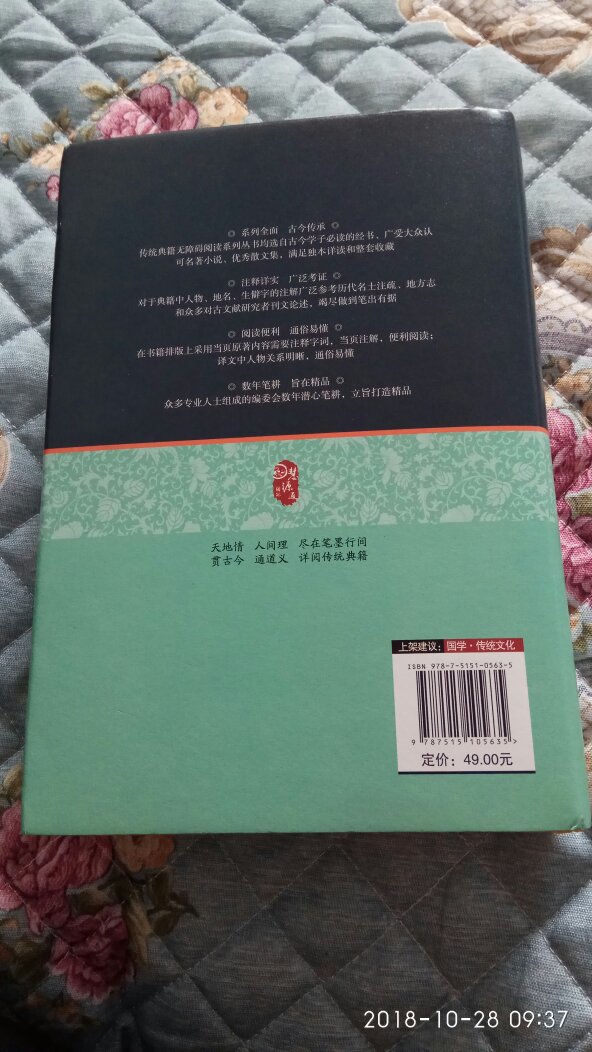 ◎ 系列全面 古今传承 ◎
传统典籍无障碍阅读系列丛书均选自古今学子必读的经书，广受大众认
可名著小说、优秀散文集，满足独本详读和整套收藏
◎ 注释详实 广泛考证 ◎
对于典籍中人物、地名、生僻字的注解广泛参考历代名士注疏、地方志
和众多对古文献研究者刊文论述，竭尽做到笔出有据
◎ 阅读便利 通俗易懂 ◎
在书籍排版上采用当页原著内容需要注释字词，当页注解，便利阅读；
译文中人物关系明晰，通俗易懂
◎ 数年笔耕 旨在精品 ◎
众多专业人士组成的编委会数年潜心笔耕，立旨打造精品
天地情 人间理 尽在笔墨行间
贯古今 通道义 详阅传统典籍
上架建议：国学·传统文化
ISBN 978-7-5151-0563-5
9 787515 105635 >
定价：49.00元
2018-10-28 09:37